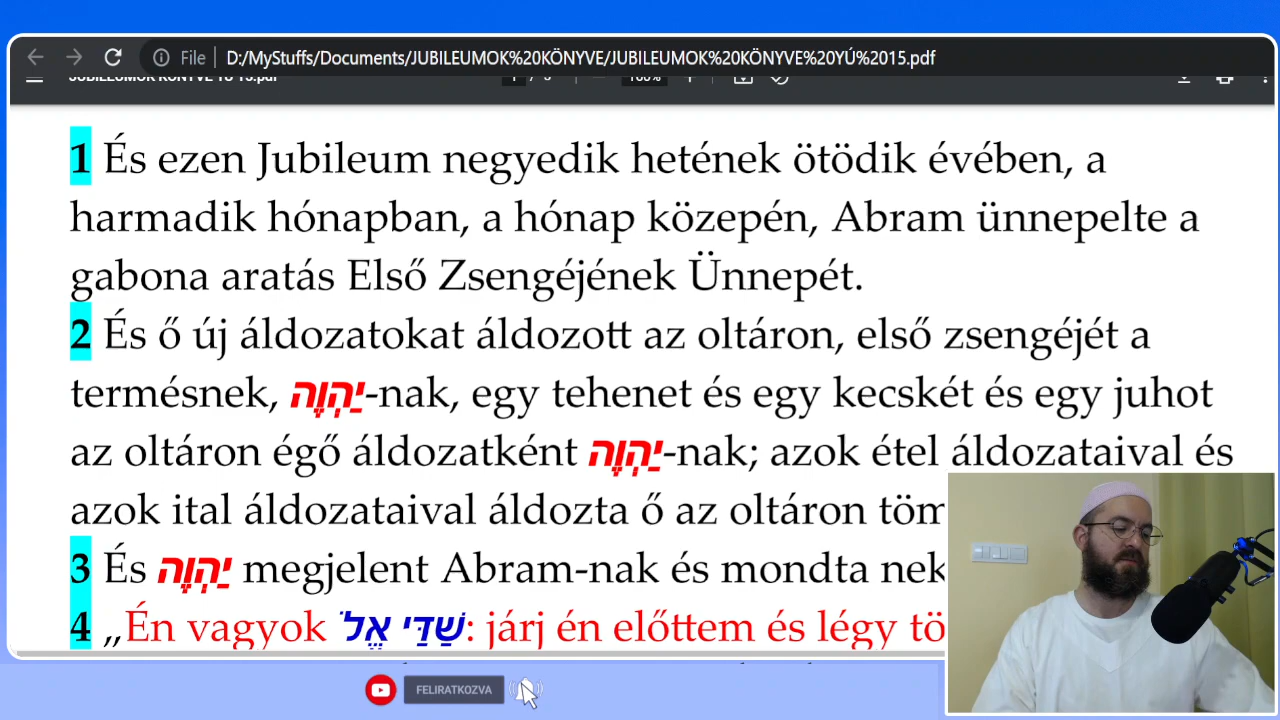 File D:/MyStuffs/Documents/JUBILEUMOK%20KÖNYVE/JUBILEUMOK%20KÖNYVE%20YÚ%2015.pdf
1 És ezen Jubileum negyedik hetének ötödik évében, a
harmadik hónapban, a hónap közepén, Abram ünnepelte a
gabona aratás Első Zsengéjének Ünnepét.
2 És ő új áldozatokat áldozott az oltáron, első zsengéjét a
termésnek, יַהְוֶה-nak, egy tehenet és egy kecskét és egy juhot
az oltáron égő áldozatként יַהְוֶה-nak; azok étel áldozataival és
azok ital áldozataival áldozta ő az oltáron töm
3 És יַהְוֶה megjelent Abram-nak és mondta nek
4 „Én vagyok שַׁדַּי אֱלֹ: járj én előttem és légy tö
FELIRATKOZVA